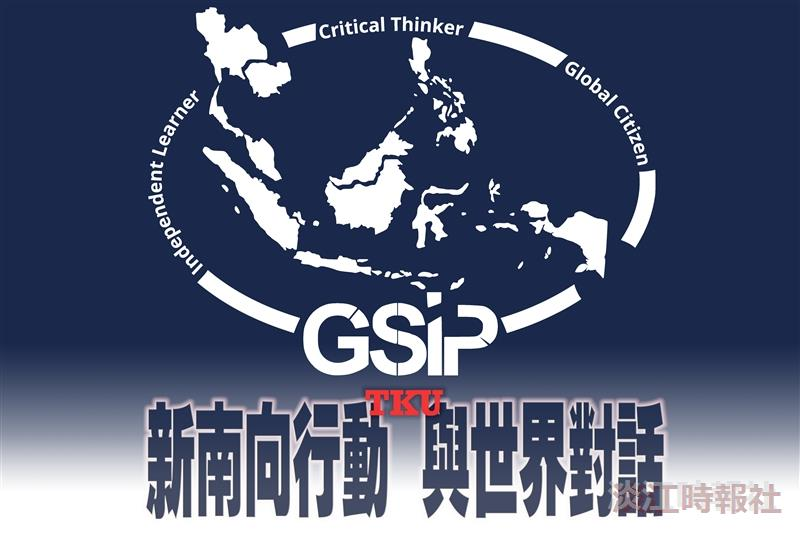 Critical Thinker
Global Citizen
Independent Learner
GSiP
TKU
新南向行動 與世界對話
淡江時報社